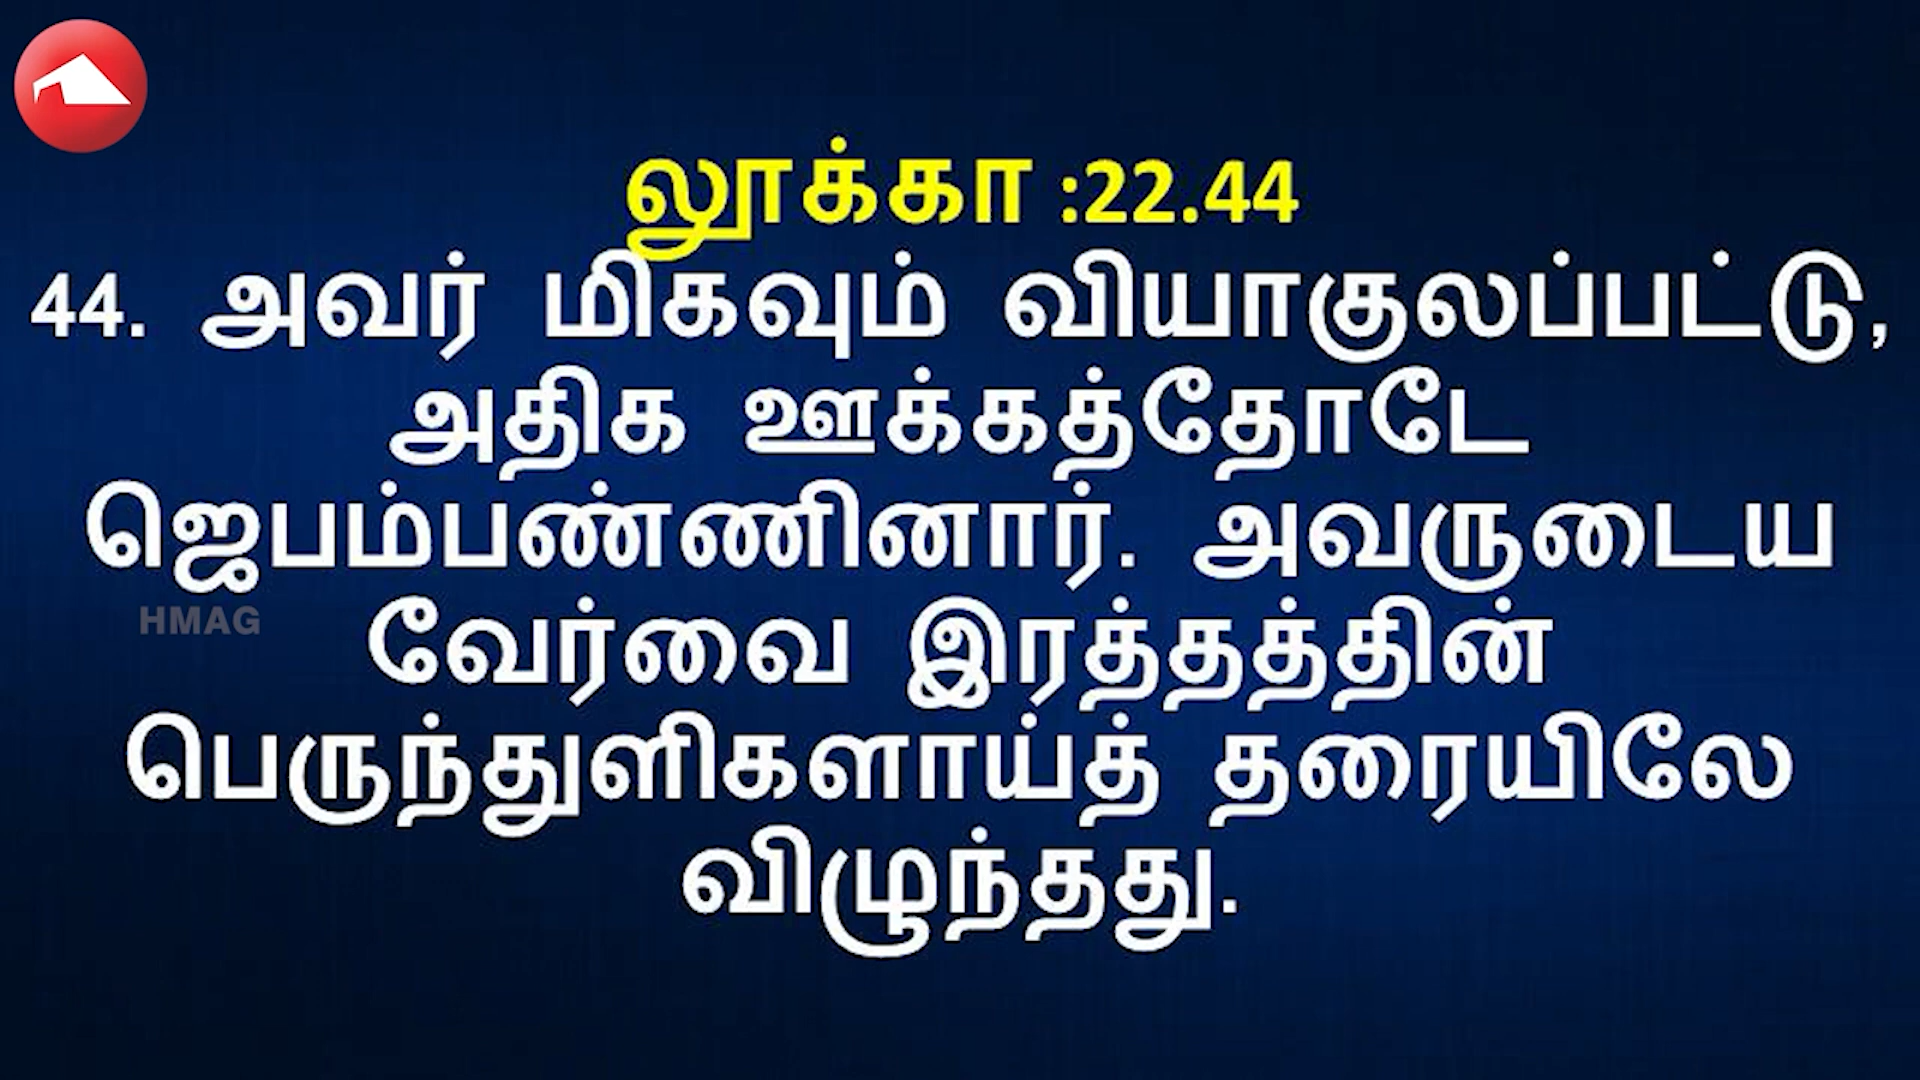 லூக்கா :22.44
44. அவர் மிகவும் வியாகுலப்பட்டு,
அதிக ஊக்கத்தோடே
ஜெபம்பண்ணினார். அவருடைய
HMAG
வேர்வை இரத்தத்தின்
பெருந்துளிகளாய்த் தரையிலே
விழுந்தது.